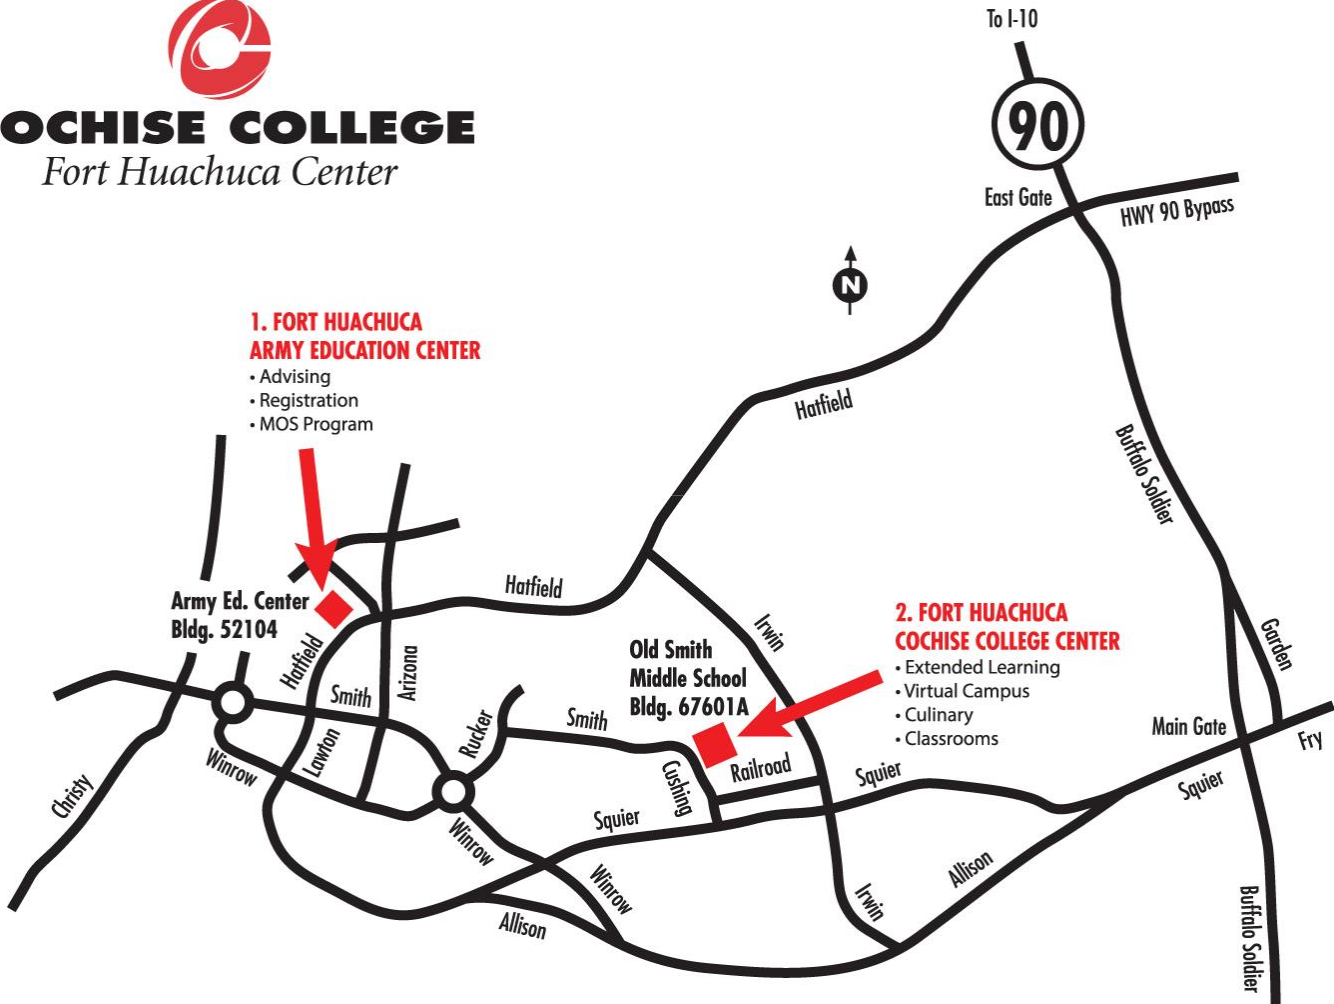 To I-10
90
OCHISE COLLEGE
Fort Huachuca Center
East Gate
HWY 90 Bypass
N
1. FORT HUACHUCA
ARMY EDUCATION CENTER
• Advising
• Registration
• MOS Program
Hatfield
Buffalo Soldier
Hatfield
Army Ed. Center
Bldg. 52104
Hatfield
Irwin
2. FORT HUACHUCA
COCHISE COLLEGE CENTER
• Extended Learning
• Virtual Campus
• Culinary
• Classrooms
Garden
Old Smith
Middle School
Bldg. 67601A
Arizona
Smith
Rucker
Smith
Main Gate
Fry
Lawton
Winrow
Christy
Cushing
Railroad
Squier
Squier
Squier
Winrow
Winrow
Allison
Irwin
Allison
Buffalo Soldier